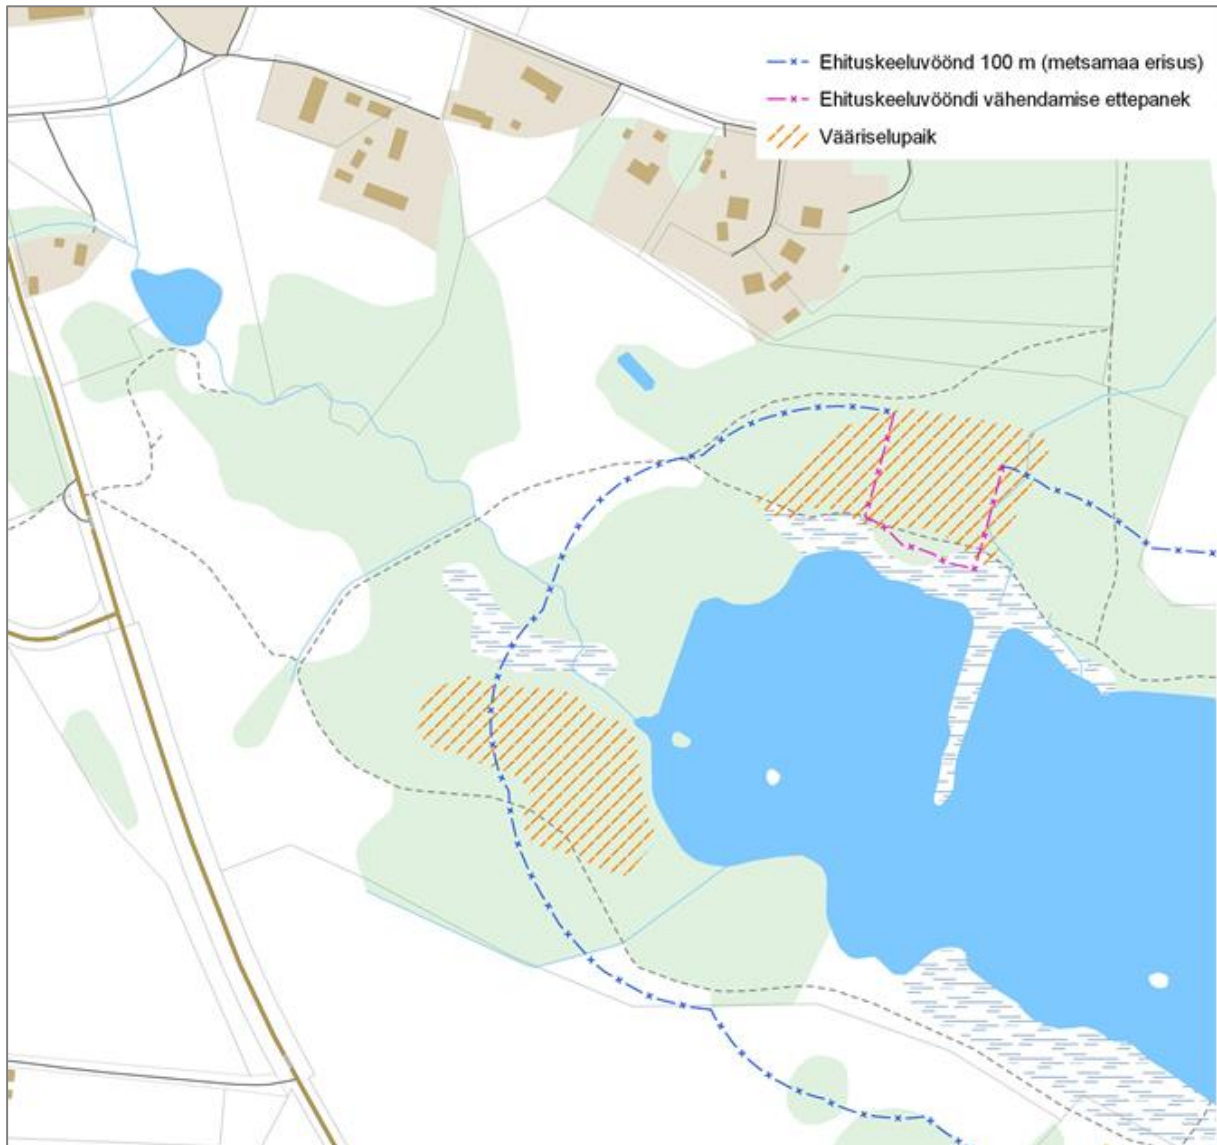 Ehituskeeluvöönd 100 m (metsamaa erisus)
Ehituskeeluvööndi vähendamise ettepanek
Vääriselupaik